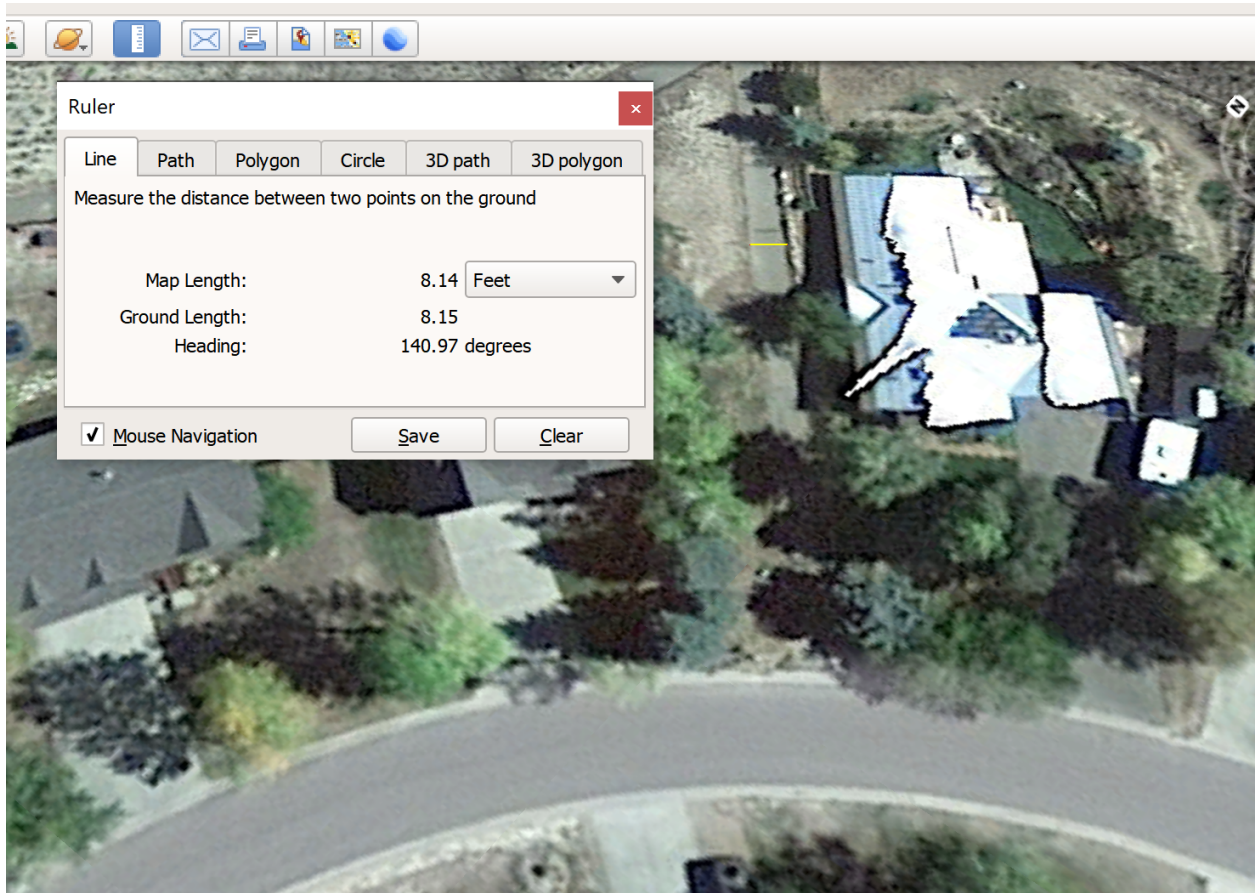 N
Ruler
Line Path Polygon Circle 3D path 3D polygon
Measure the distance between two points on the ground
Map Length: 8.14 Feet
Ground Length: 8.15
Heading: 140.97 degrees
Mouse Navigation Save Clear